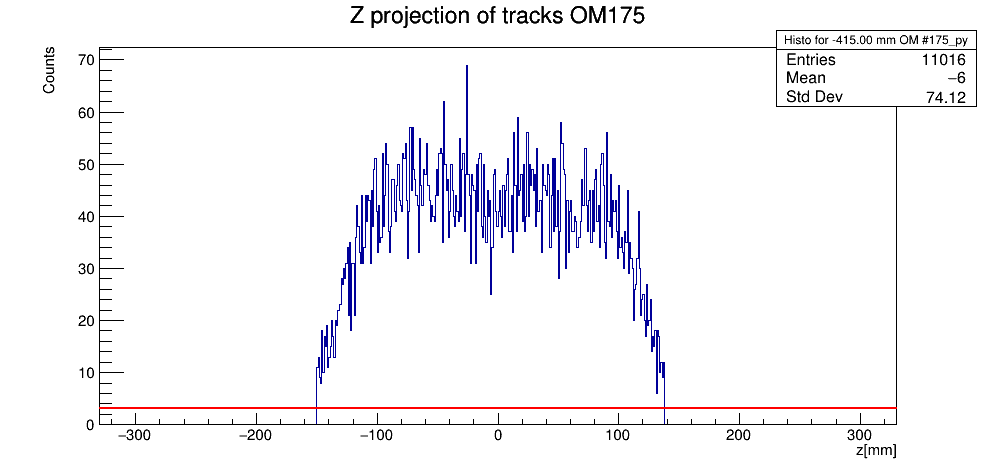 Z projection of tracks OM175
Histo for -415.00 mm OM #175_py
Entries 11016
Mean −6
Std Dev 74.12
Counts
70
60
50
40
30
20
10
0
−300 −200 −100 0 100 200 300
z[mm]